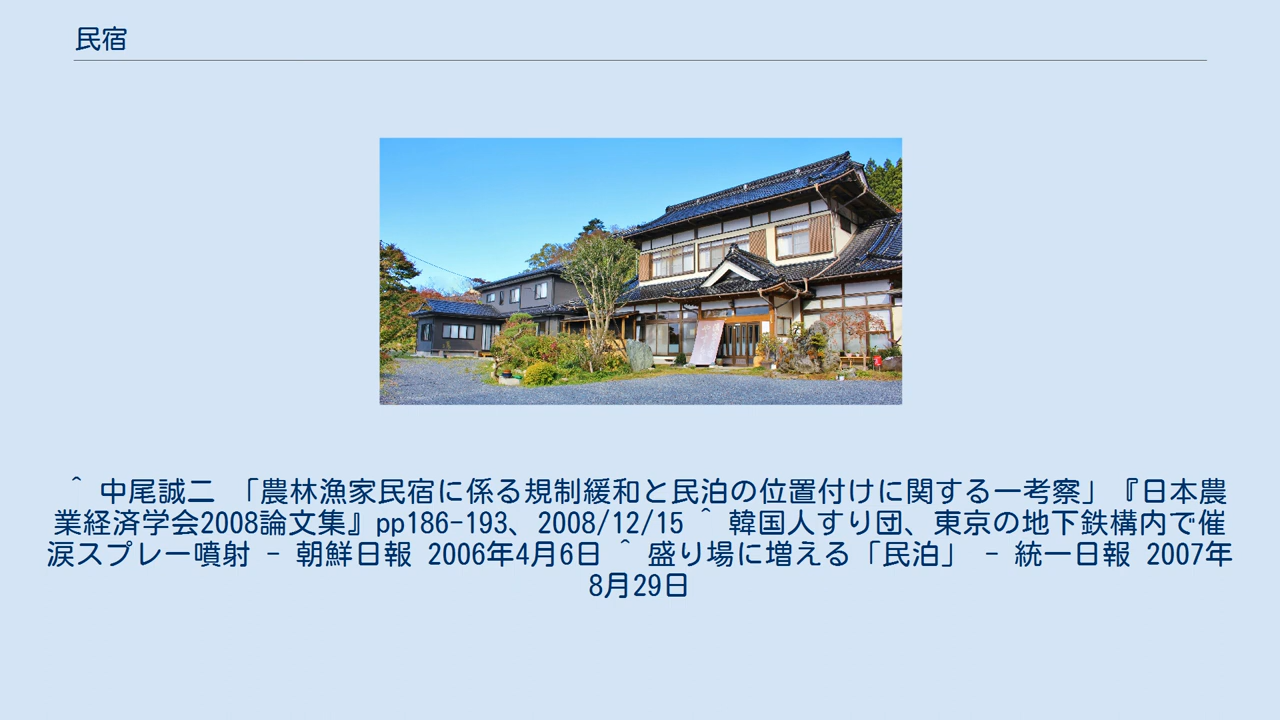 民宿
^ 中尾誠二 「農林漁家民宿に係る規制緩和と民泊の位置付けに関する一考察」『日本農
業経済学会2008論文集』pp186-193、2008/12/15 ^ 韓国人すり団、東京の地下鉄構内で催
涙スプレー噴射 - 朝鮮日報 2006年4月6日 ^ 盛り場に増える「民泊」 - 統一日報 2007年
8月29日